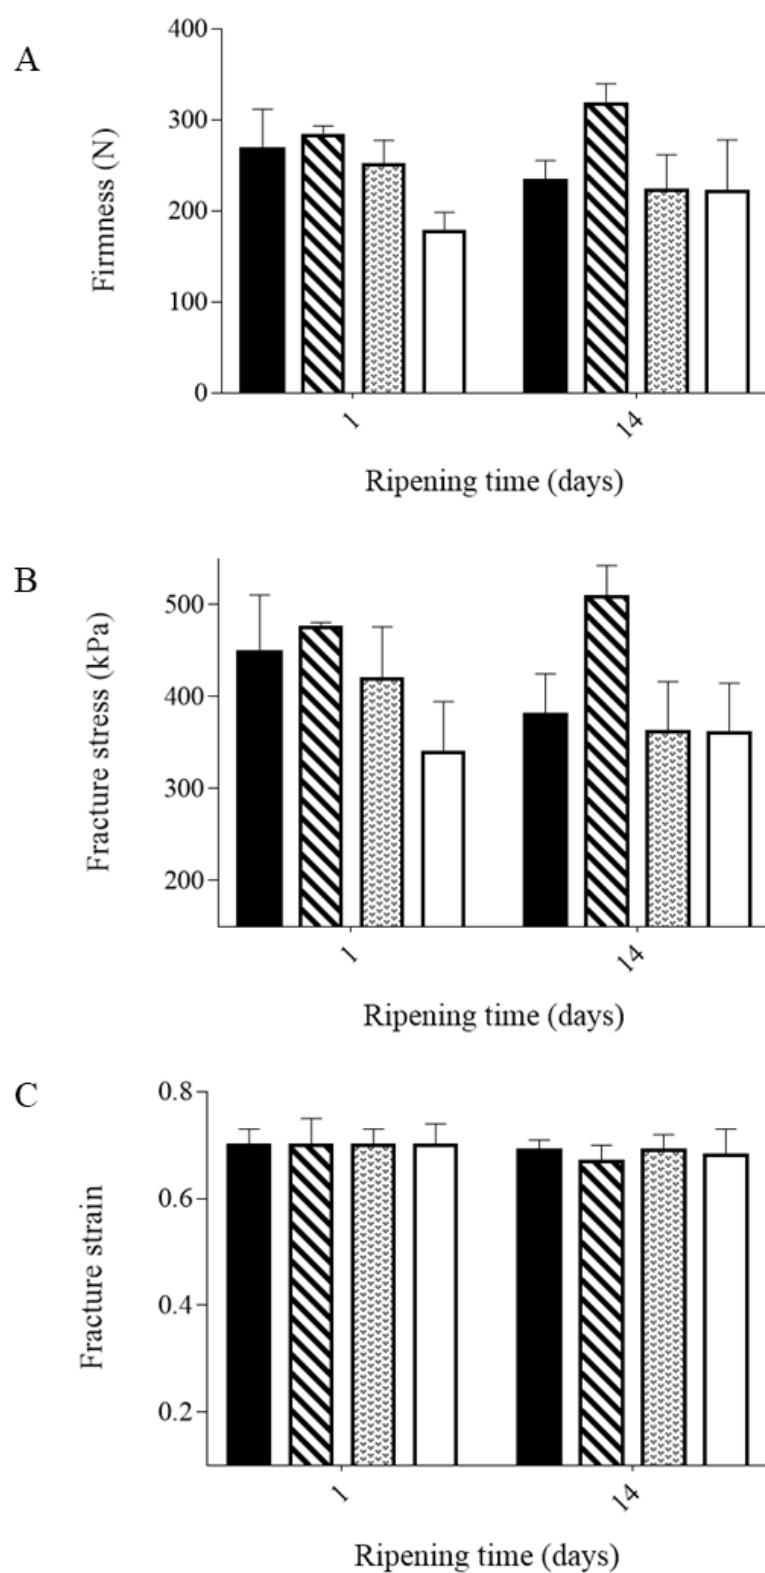 A
400
300
200
100
0
Firmness (N)
1
14
Ripening time (days)
B
500
400
300
200
Fracture stress (kPa)
1
14
Ripening time (days)
C
0.8
0.6
0.4
0.2
Fracture strain
1
14
Ripening time (days)